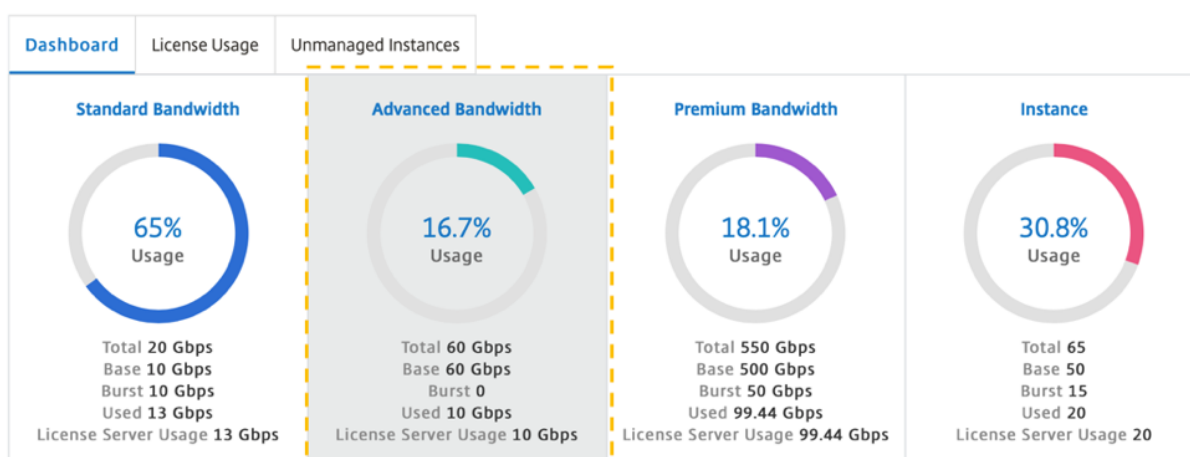 Dashboard
License Usage
Unmanaged Instances
Standard Bandwidth
65%
Usage
Total 20 Gbps
Base 10 Gbps
Burst 10 Gbps
Used 13 Gbps
License Server Usage 13 Gbps
Advanced Bandwidth
16.7%
Usage
Total 60 Gbps
Base 60 Gbps
Burst 0
Used 10 Gbps
License Server Usage 10 Gbps
Premium Bandwidth
18.1%
Usage
Total 550 Gbps
Base 500 Gbps
Burst 50 Gbps
Used 99.44 Gbps
License Server Usage 99.44 Gbps
Instance
30.8%
Usage
Total 65
Base 50
Burst 15
Used 20
License Server Usage 20